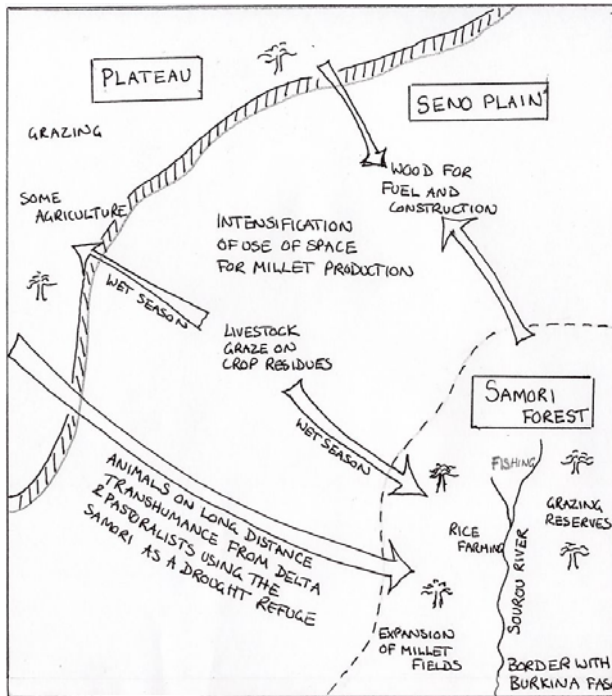 PLATEAU
SENO PLAIN
GRAZING
SOME
AGRICULTURE
WOOD FOR
FUEL AND
CONSTRUCTION
INTENSIFICATION
OF USE OF SPACE
FOR MILLET PRODUCTION
WET SEASON
LIVESTOCK
GRAZE ON
CROP RESIDUES
WET SEASON
SAMORI
FOREST
FISHING
GRAZING
RESERVES
RICE
FARMING
SOUROU RIVER
ANIMALS ON LONG DISTANCE
TRANSHUMANCE FROM DELTA
& PASTORALISTS USING THE
SAMORI AS A DROUGHT REFUGE
EXPANSION
OF MILLET
FIELDS
BORDER WITH
BURKINA FAS